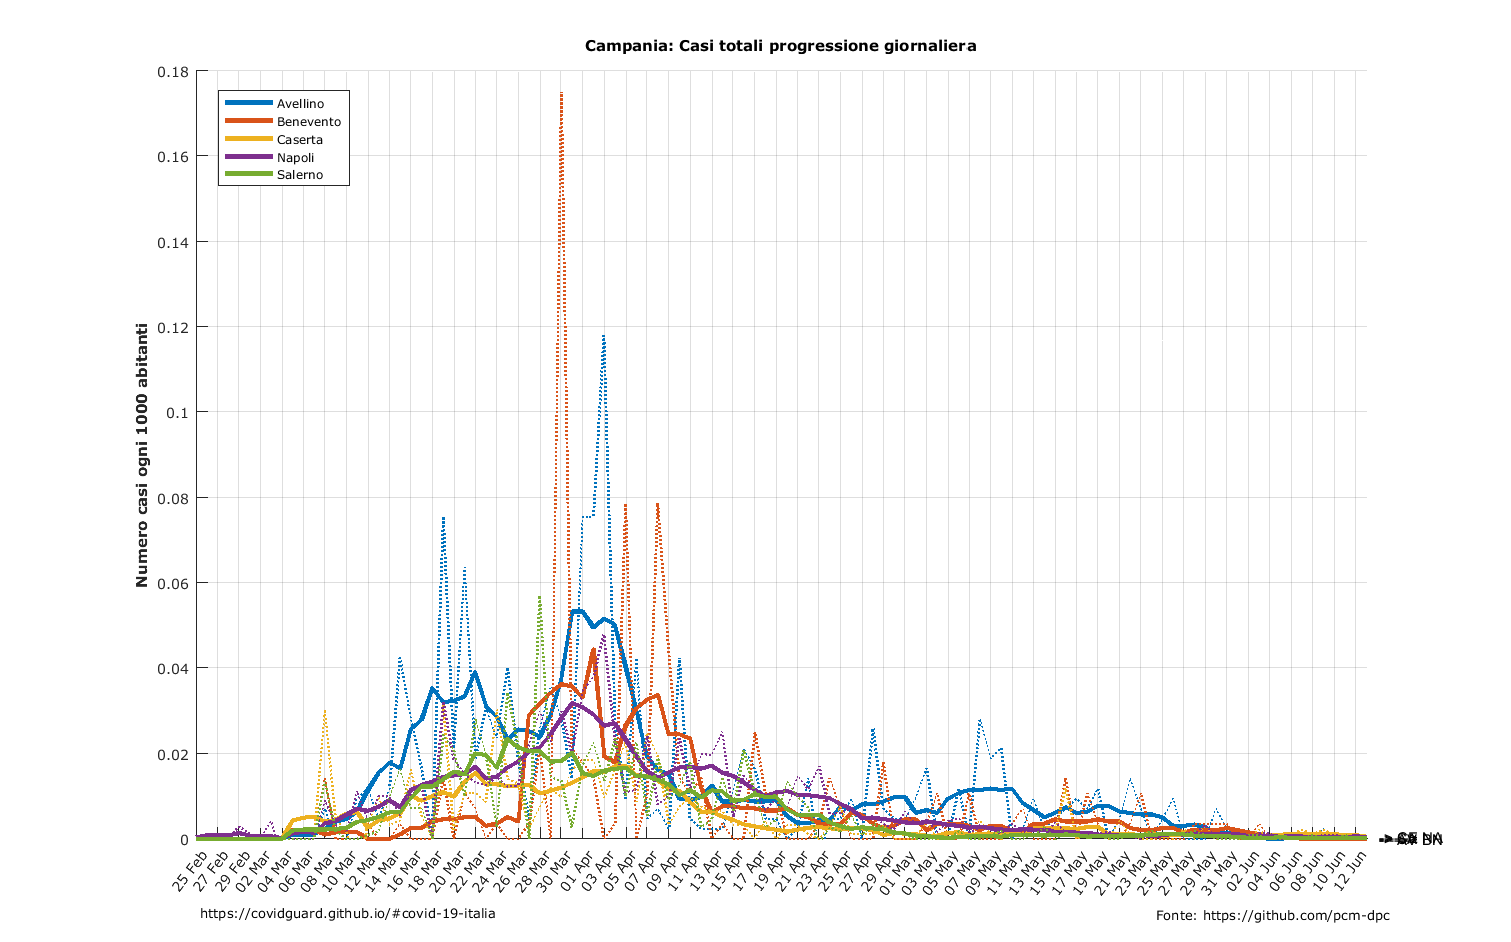 Campania: Casi totali progressione giornaliera
Numero casi ogni 1000 abitanti
0.18
0.16
0.14
0.12
0.1
0.08
0.06
0.04
0.02
0
Avellino
Benevento
Caserta
Napoli
Salerno
25 Feb
27 Feb
29 Feb
02 Mar
04 Mar
06 Mar
08 Mar
10 Mar
12 Mar
14 Mar
16 Mar
18 Mar
20 Mar
22 Mar
24 Mar
26 Mar
28 Mar
30 Mar
01 Apr
03 Apr
05 Apr
07 Apr
09 Apr
11 Apr
13 Apr
15 Apr
17 Apr
19 Apr
21 Apr
23 Apr
25 Apr
27 Apr
29 Apr
01 May
03 May
05 May
07 May
09 May
11 May
13 May
15 May
17 May
19 May
21 May
23 May
25 May
27 May
29 May
31 May
02 Jun
04 Jun
06 Jun
08 Jun
10 Jun
12 Jun
NA
BN
https://covidguard.github.io/#covid-19-italia
Fonte: https://github.com/pcm-dpc